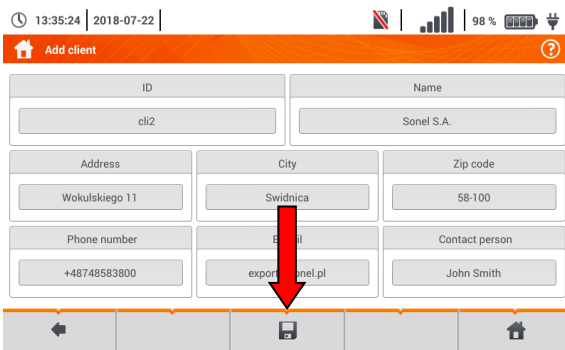 13:35:24 2018-07-22 98 %
Add client ?
ID Name
cli2 Sonel S.A.
Address City Zip code
Wokulskiego 11 Swidnica 58-100
Phone number Contact person
+48748583800 John Smith